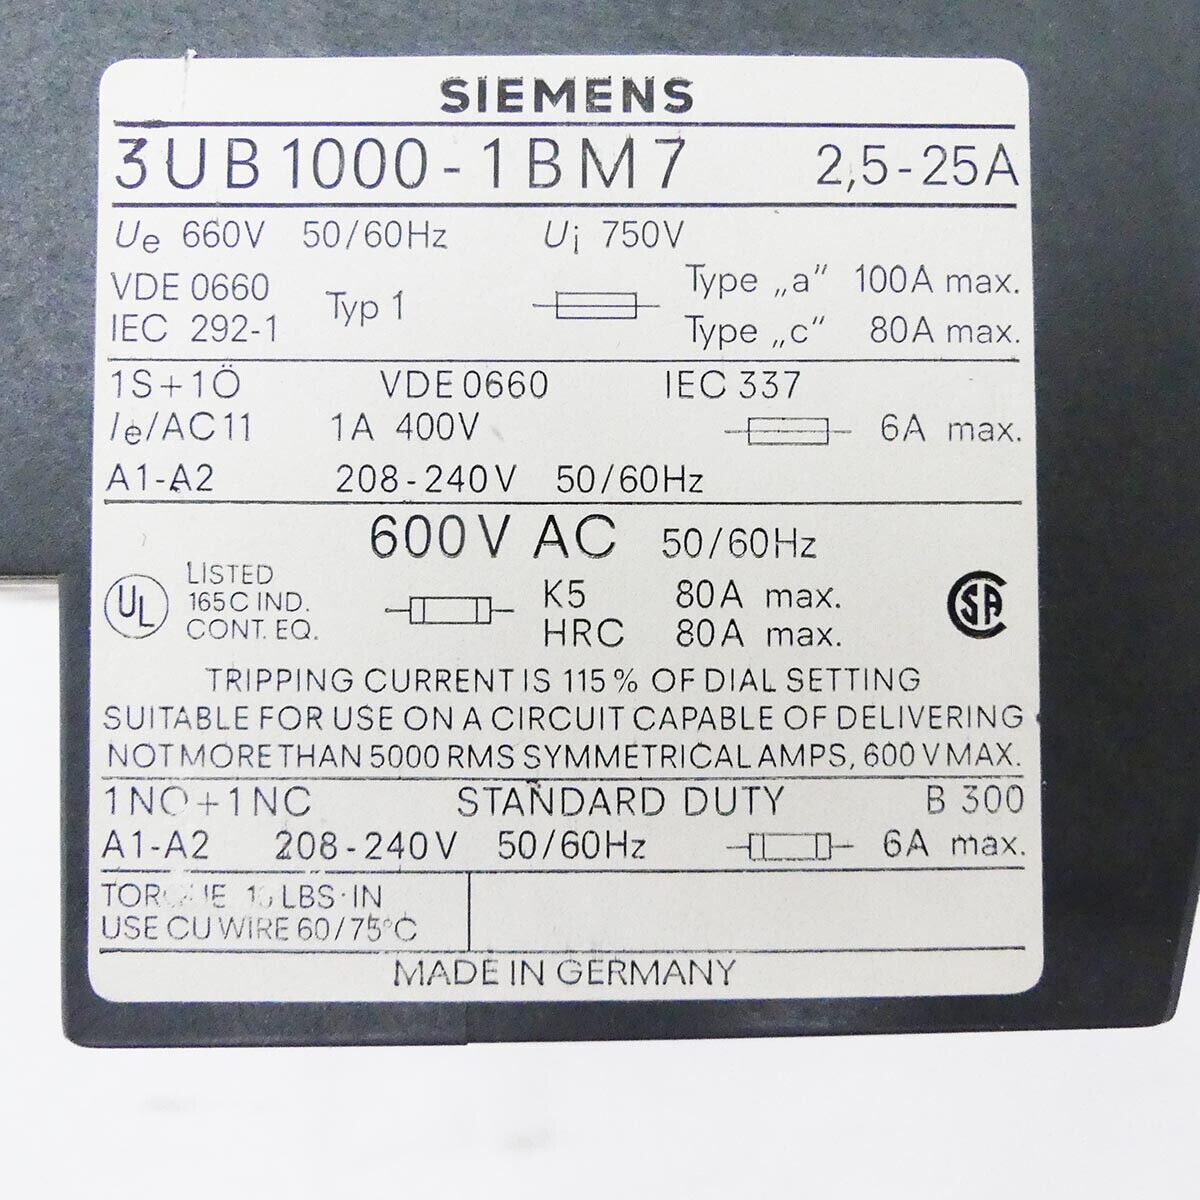 SIEMENS
3UB1000-1BM7 2,5-25A
Ue 660V 50/60Hz Ui 750V
VDE 0660
IEC 292-1
Typ 1
Type „a" 100A max.
Type „c" 80A max.
1S+1Ö VDE 0660 IEC 337
Ie/AC11 1A 400V 6A max.
A1-A2 208-240V 50/60Hz
600V AC 50/60Hz
UL
LISTED
165C IND.
CONT. EQ.
K5 80A max.
HRC 80A max.
SA
TRIPPING CURRENT IS 115% OF DIAL SETTING
SUITABLE FOR USE ON A CIRCUIT CAPABLE OF DELIVERING
NOT MORE THAN 5000 RMS SYMMETRICAL AMPS, 600 V MAX.
1NO+1NC STANDARD DUTY B 300
A1-A2 208-240V 50/60Hz 6A max.
TORQUE LBS·IN
USE CU WIRE 60/75°C
MADE IN GERMANY